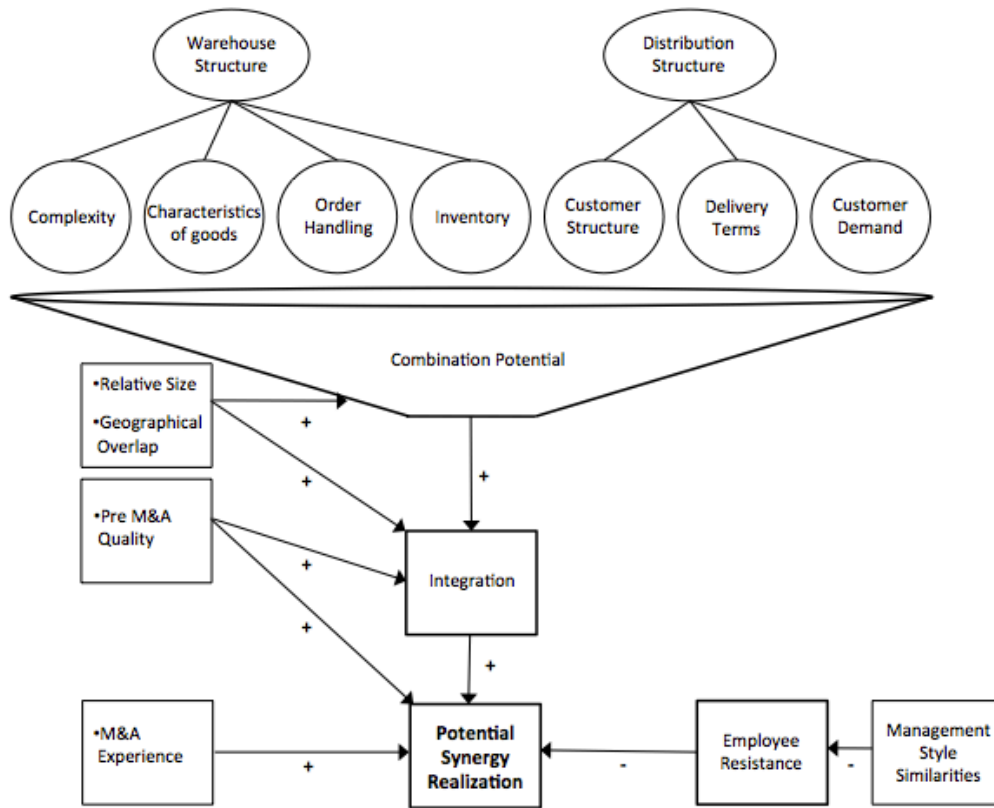 Warehouse
Structure
Distribution
Structure
Complexity
Characteristics
of goods
Order
Handling
Inventory
Customer
Structure
Delivery
Terms
Customer
Demand
Combination Potential
•Relative Size
•Geographical
Overlap
+
+
+
•Pre M&A
Quality
+
Integration
+
+
•M&A
Experience
+
Potential
Synergy
Realization
-
Employee
Resistance
-
Management
Style
Similarities